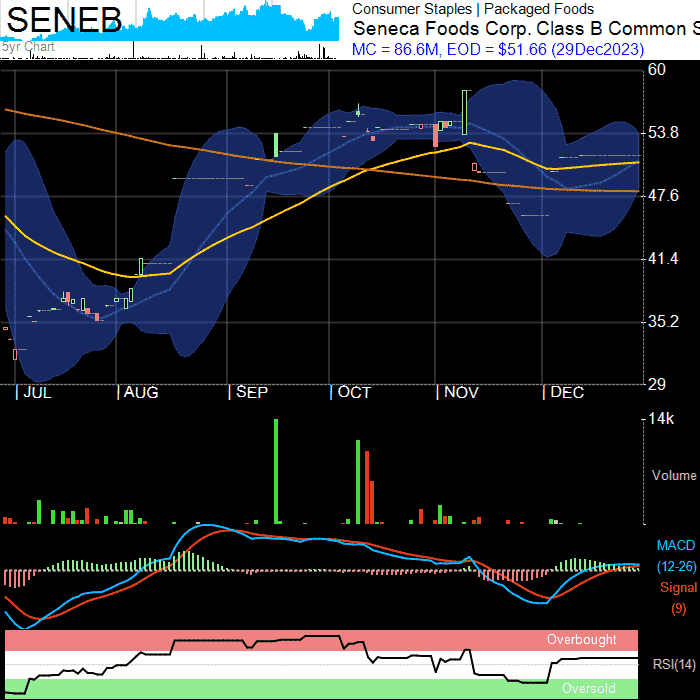 SENEB
5yr Chart
Consumer Staples | Packaged Foods
Seneca Foods Corp. Class B Common S
MC = 86.6M, EOD = $51.66 (29Dec2023)
60
53.8
47.6
41.4
35.2
29
JUL AUG SEP OCT NOV DEC
14k
Volume
MACD
(12-26)
Signal
(9)
Overbought
RSI(14)
Oversold